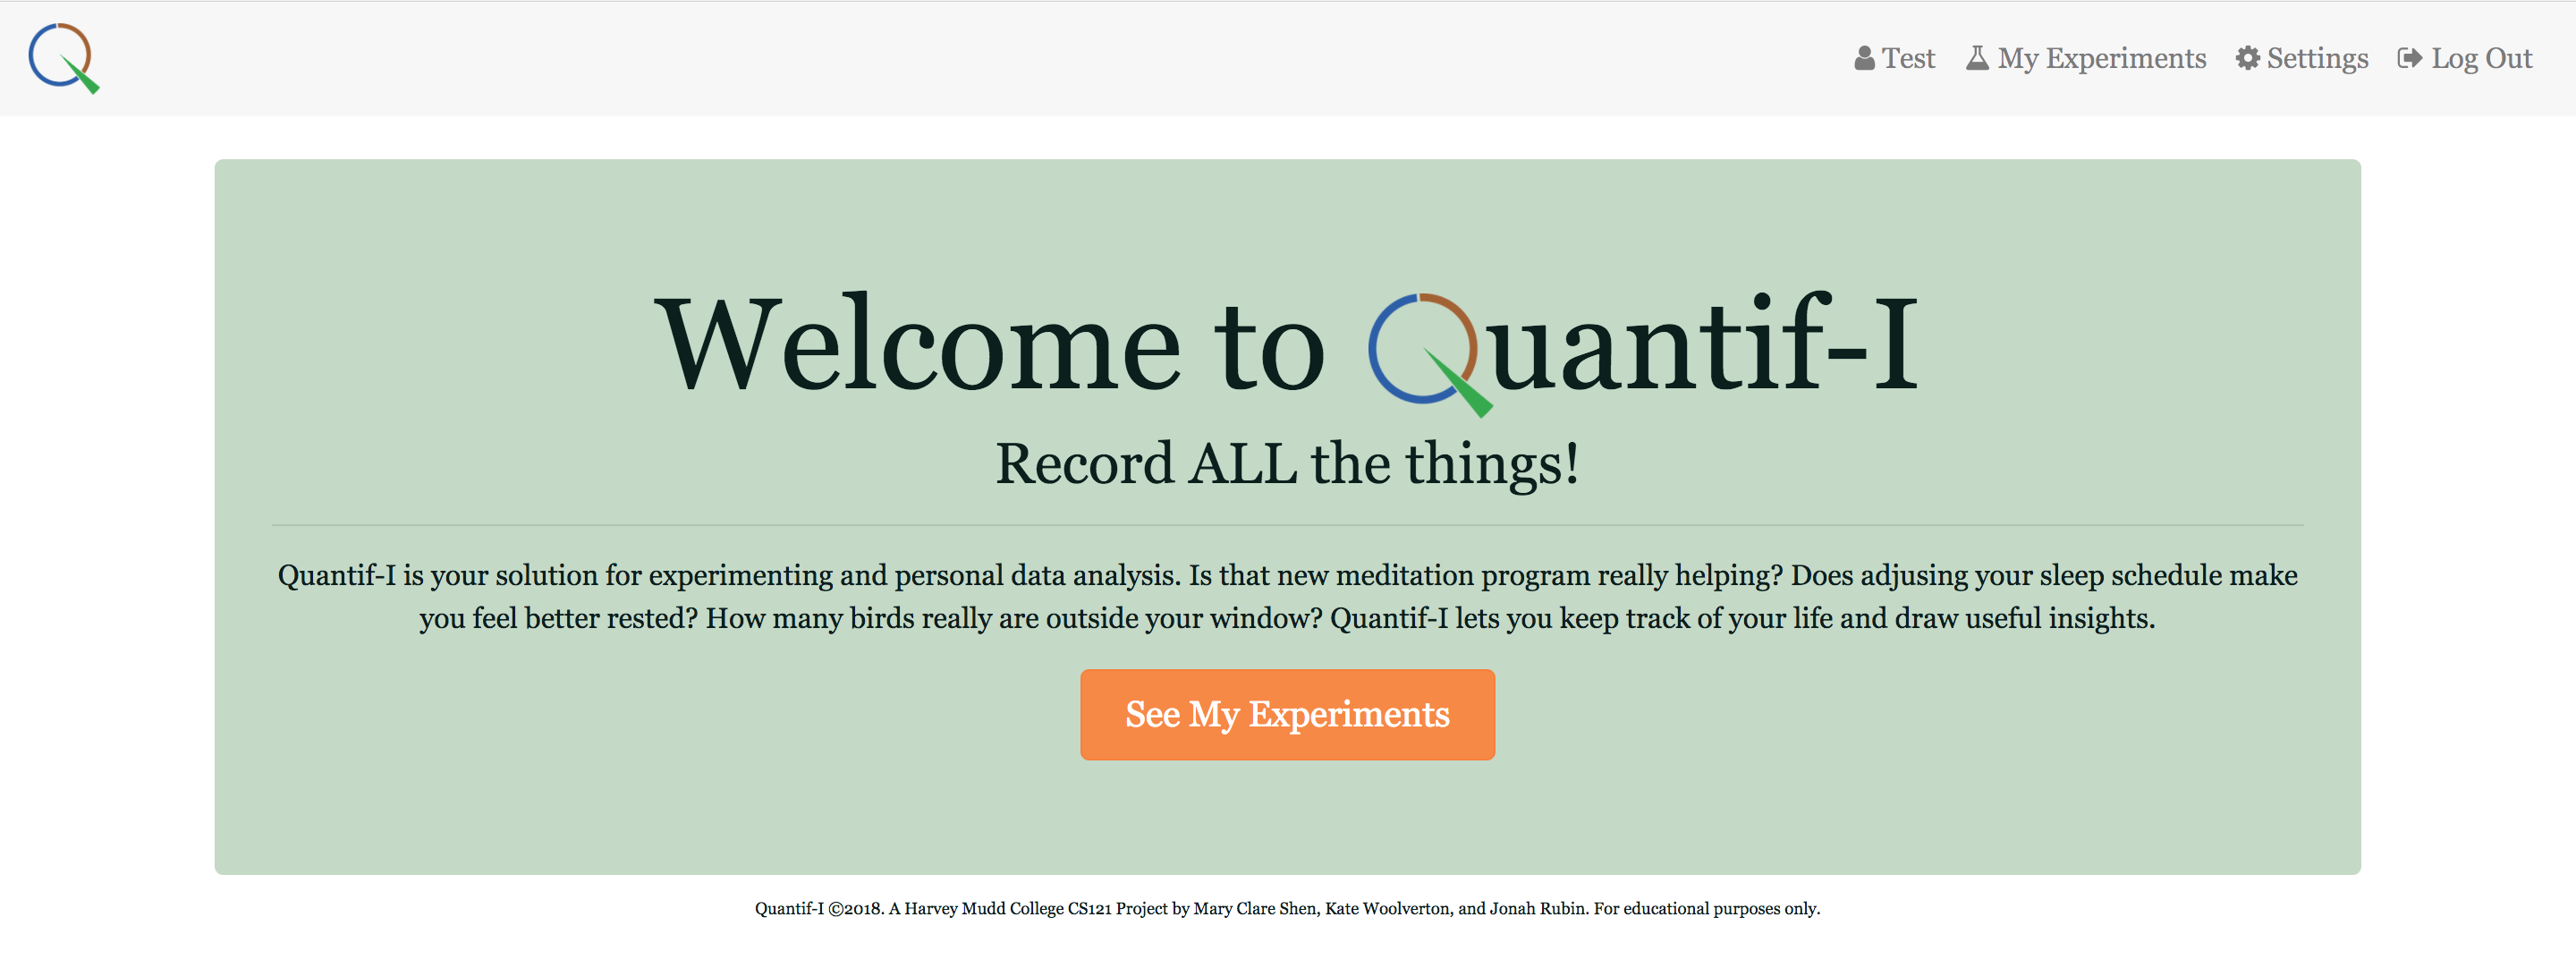 Test My Experiments Settings Log Out
Welcome to Quantif-I
Record ALL the things!
Quantif-I is your solution for experimenting and personal data analysis. Is that new meditation program really helping? Does adjusing your sleep schedule make
you feel better rested? How many birds really are outside your window? Quantif-I lets you keep track of your life and draw useful insights.
See My Experiments
Quantif-I ©2018. A Harvey Mudd College CS121 Project by Mary Clare Shen, Kate Woolverton, and Jonah Rubin. For educational purposes only.